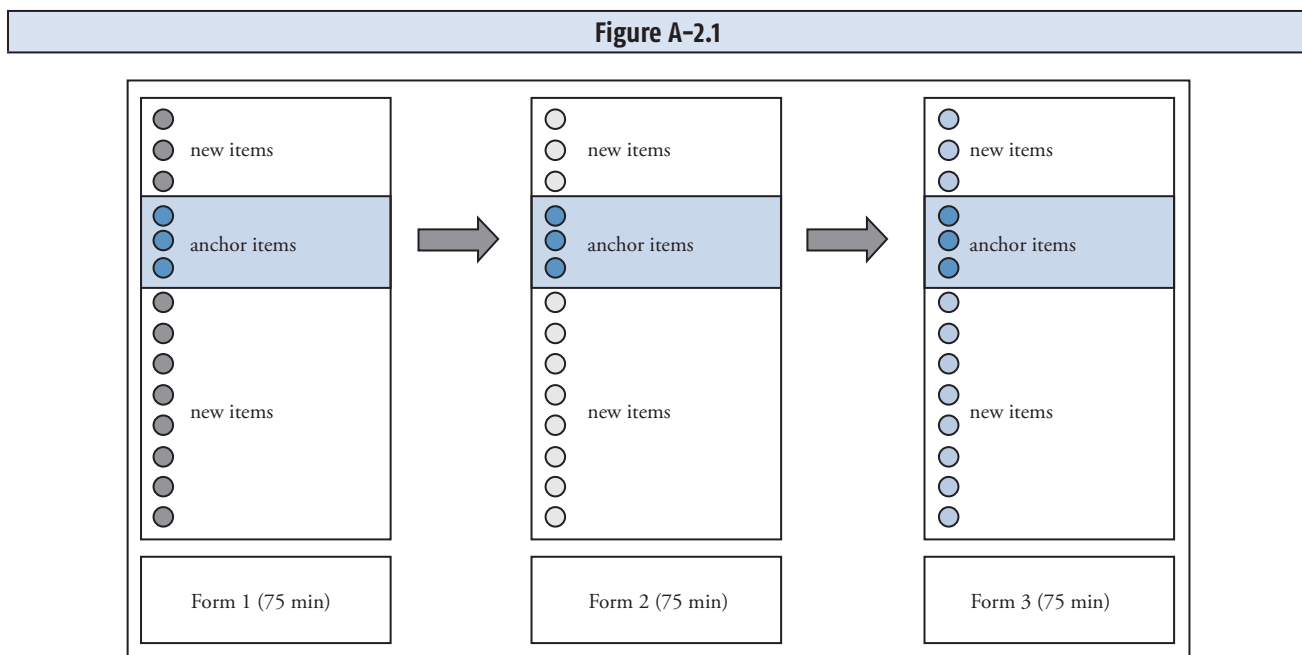 Figure A–2.1
new items
new items
new items
anchor items
anchor items
anchor items
new items
new items
new items
Form 1 (75 min)
Form 2 (75 min)
Form 3 (75 min)